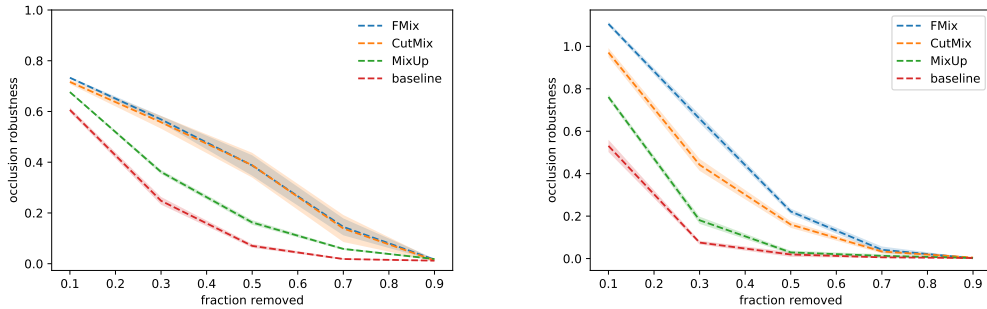 1.0
0.8
0.6
0.4
0.2
0.0
occlusion robustness
FMix
CutMix
MixUp
baseline
0.1 0.2 0.3 0.4 0.5 0.6 0.7 0.8 0.9
fraction removed
1.0
0.8
0.6
0.4
0.2
0.0
occlusion robustness
FMix
CutMix
MixUp
baseline
0.1 0.2 0.3 0.4 0.5 0.6 0.7 0.8 0.9
fraction removed